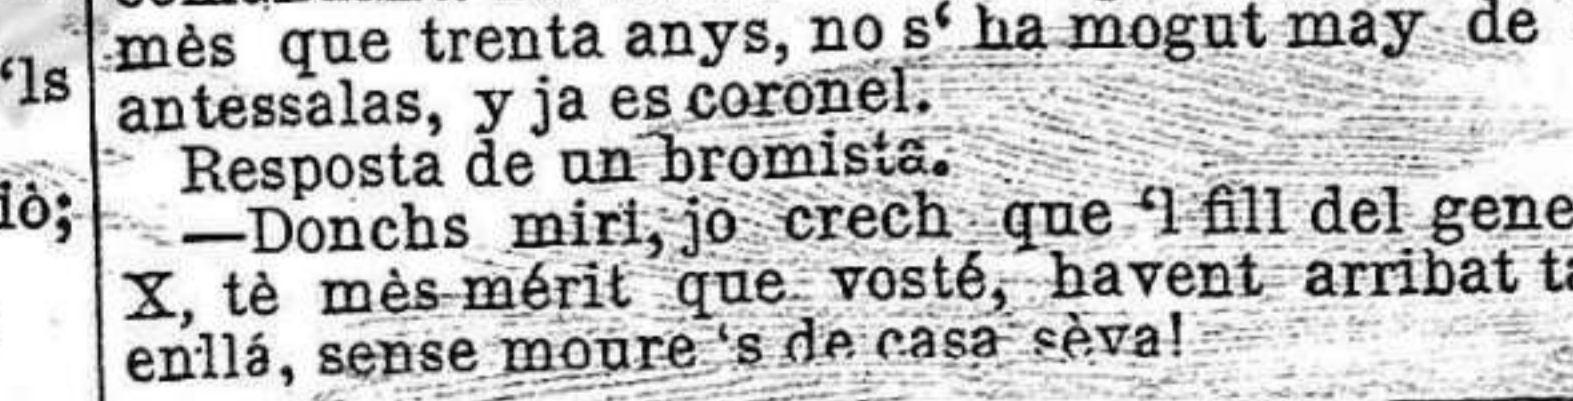 ‘ls
iò;
mès que trenta anys, no s‘ ha mogut may de
antessalas, y ja es coronel.
Resposta de un bromista.
—Donchs miri, jo crech que ‘l fill del gene
X, tè mès mérit que vosté, havent arribat ta
enllá, sense moure ‘s de casa sèva!